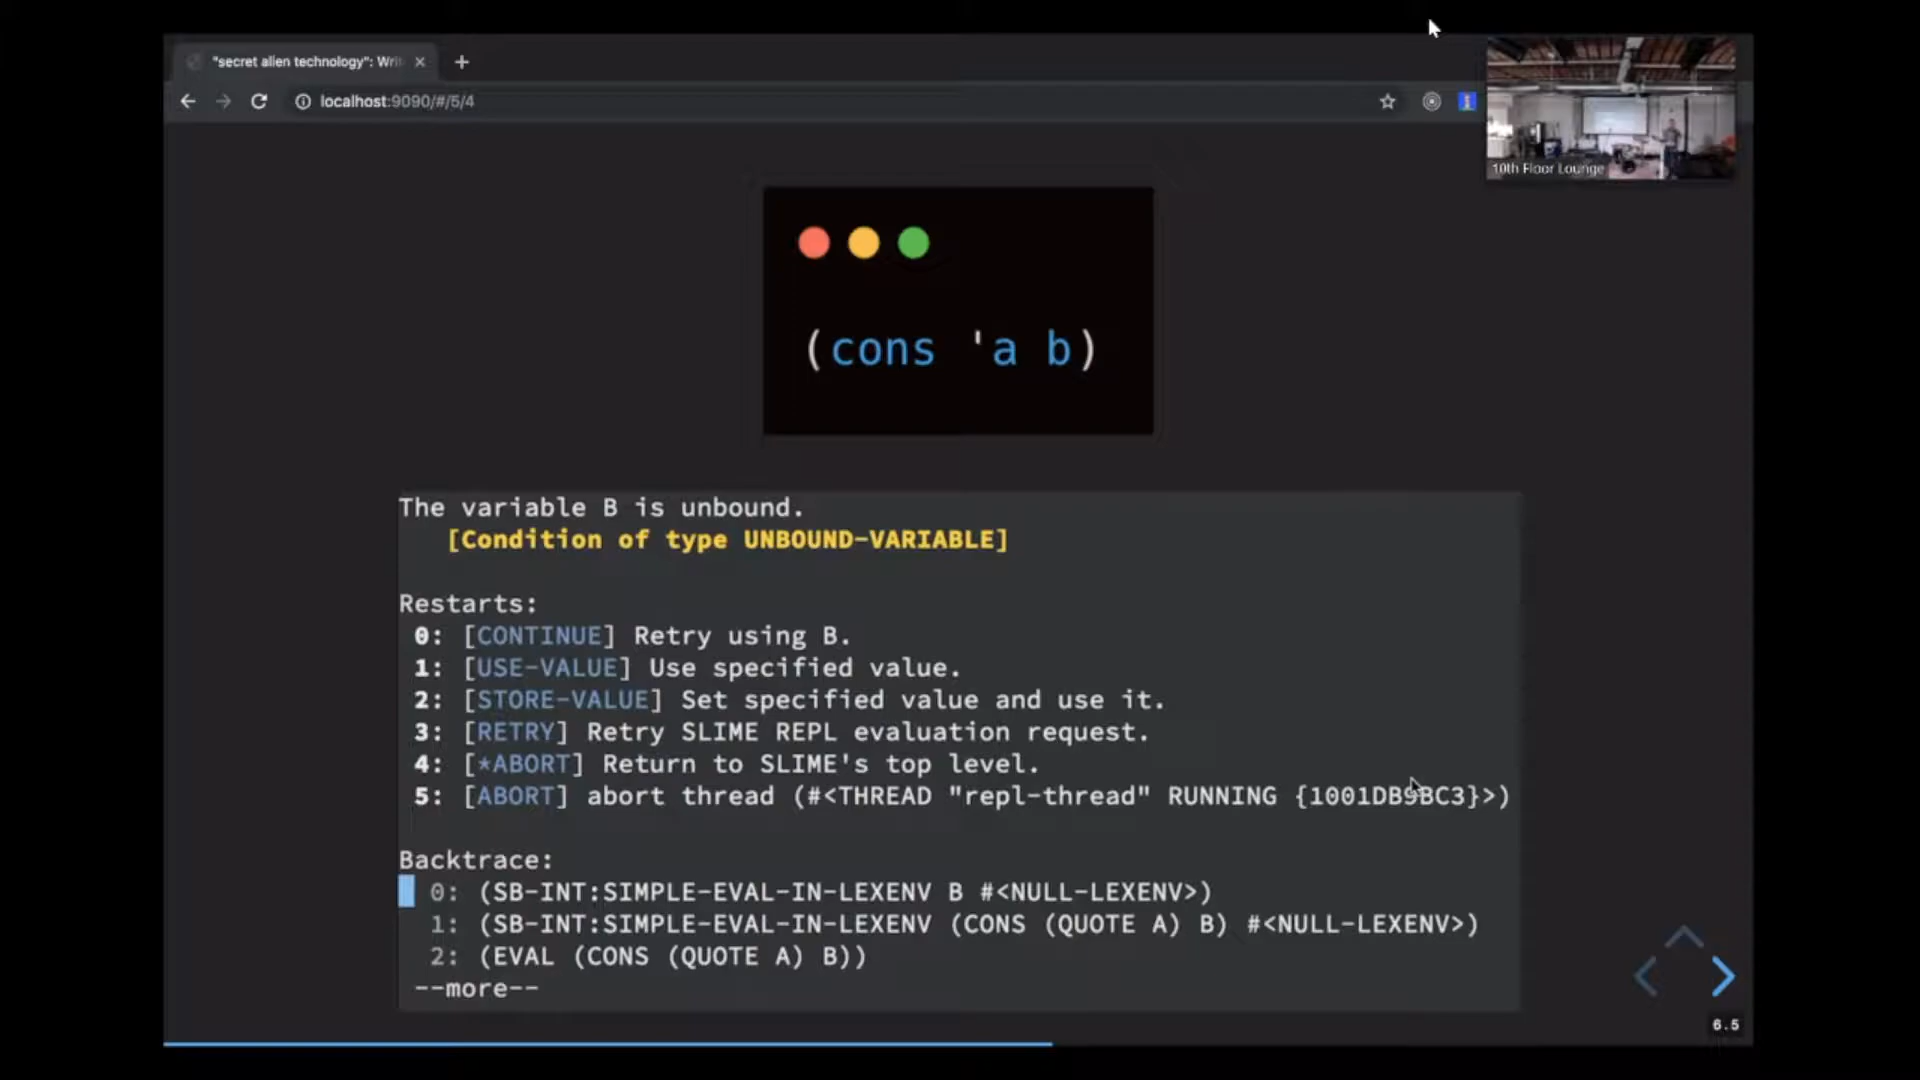 "secret alien technology": Wri
localhost:9090/#/5/4
10th Floor Lounge
(cons 'a b)
The variable B is unbound.
[Condition of type UNBOUND-VARIABLE]
Restarts:
0: [CONTINUE] Retry using B.
1: [USE-VALUE] Use specified value.
2: [STORE-VALUE] Set specified value and use it.
3: [RETRY] Retry SLIME REPL evaluation request.
4: [*ABORT] Return to SLIME's top level.
5: [ABORT] abort thread (#<THREAD "repl-thread" RUNNING {1001DB9BC3}>)
Backtrace:
0: (SB-INT:SIMPLE-EVAL-IN-LEXENV B #<NULL-LEXENV>)
1: (SB-INT:SIMPLE-EVAL-IN-LEXENV (CONS (QUOTE A) B) #<NULL-LEXENV>)
2: (EVAL (CONS (QUOTE A) B))
--more--
6.5